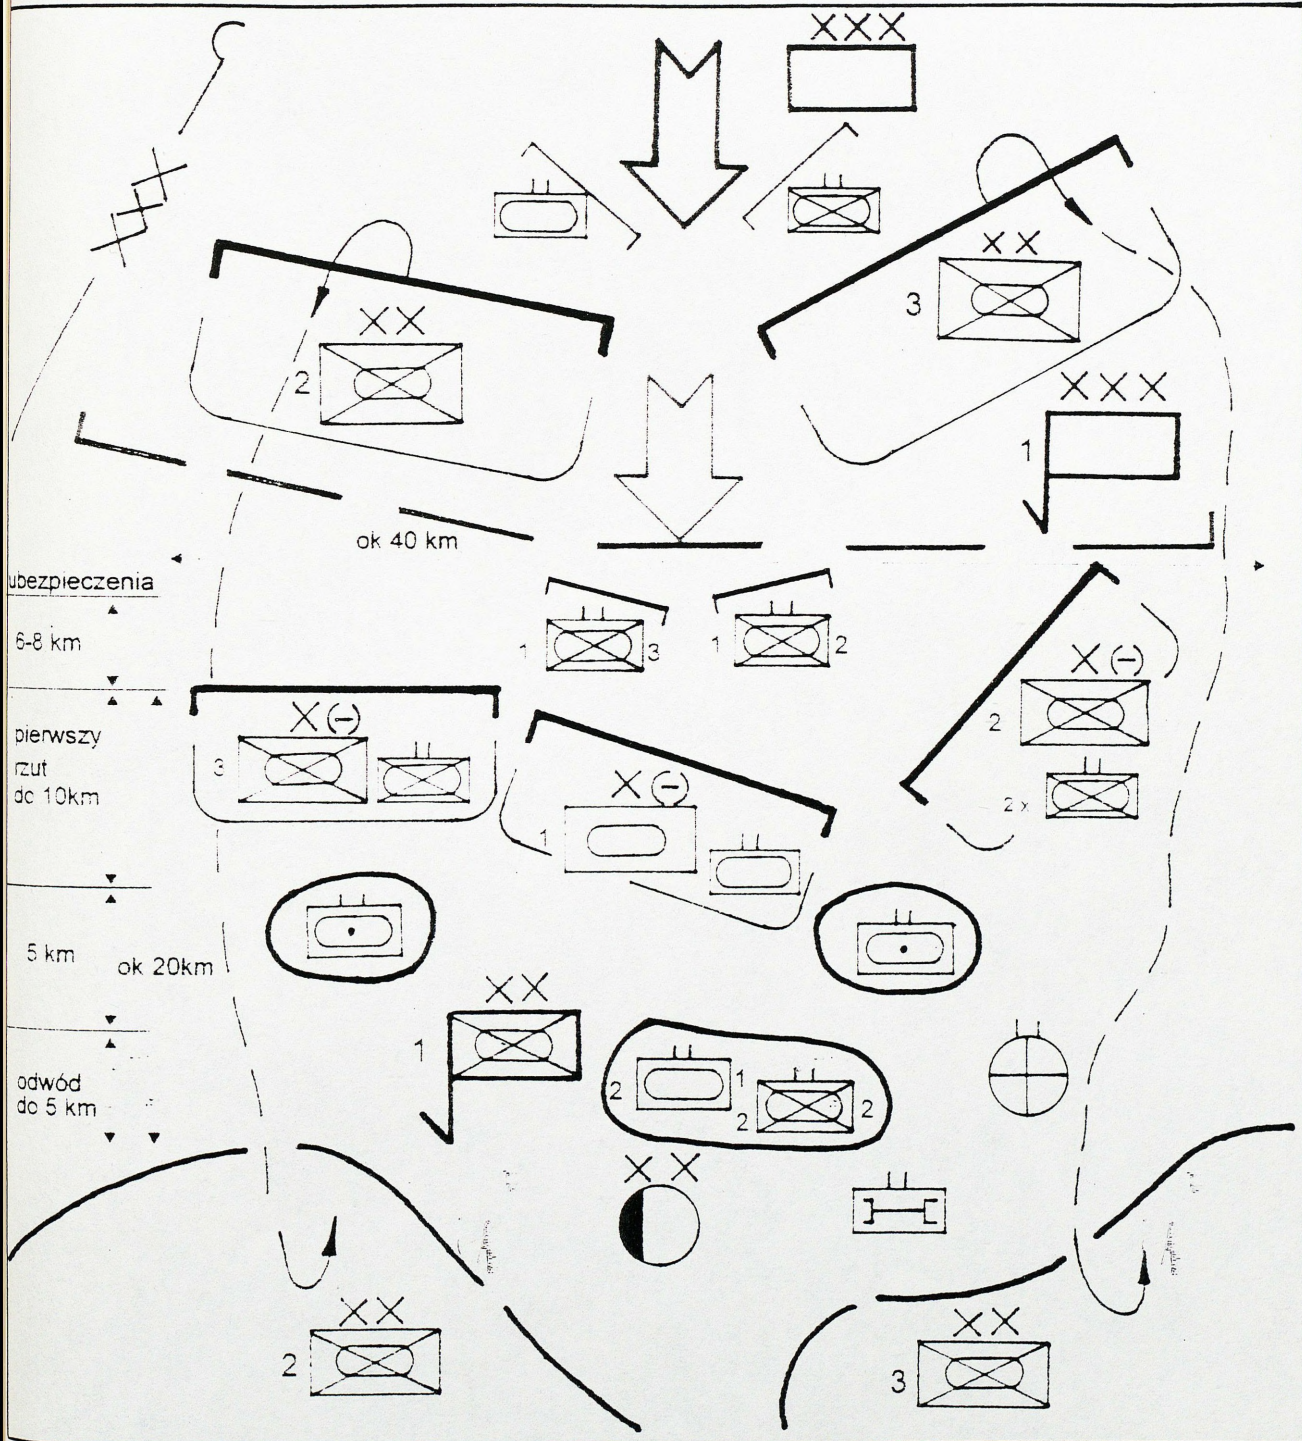 XXX
XX
3
XX
2
XXX
1
ok 40 km
ubezpieczenia
6-8 km
1
3
1
2
X (−)
2
pierwszy
rzut
do 10km
X (−)
3
X (−)
1
2 x
5 km
ok 20km
XX
1
2
1
2
2
odwód
do 5 km
XX
XX
2
XX
3